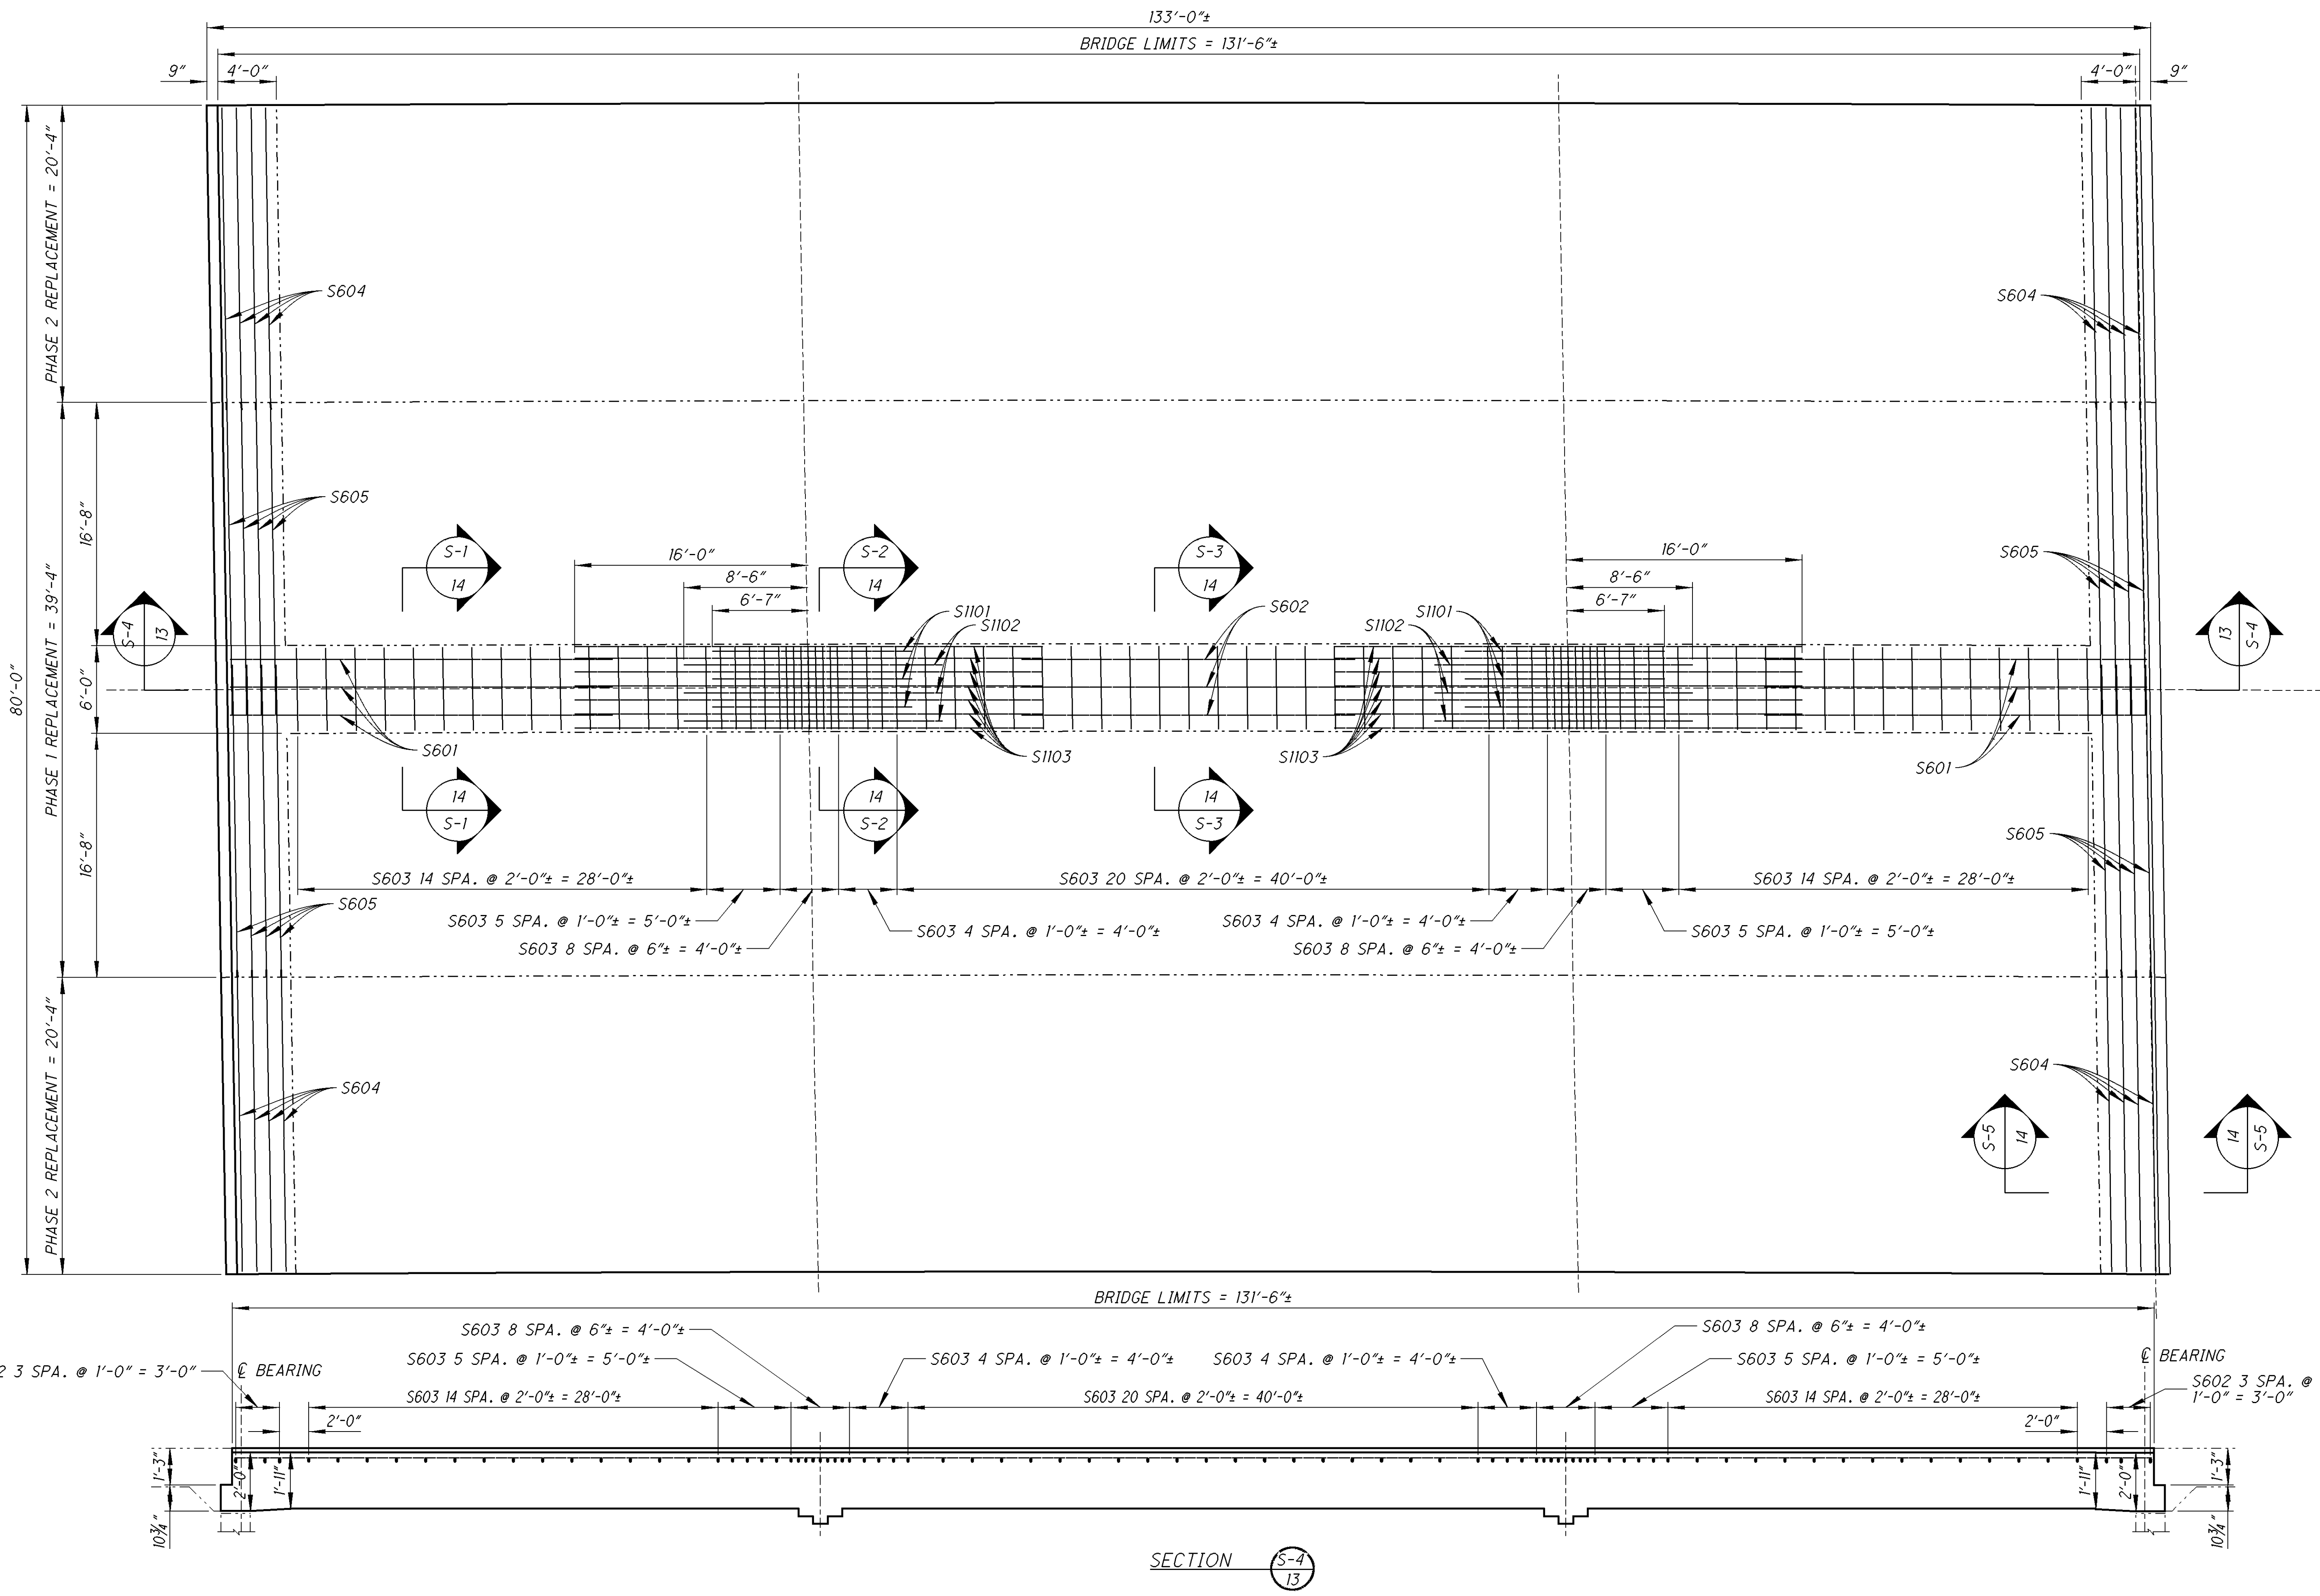 133'-0"±
BRIDGE LIMITS = 131'-6"±
9"
4'-0"
4'-0"
9"
PHASE 2 REPLACEMENT = 20'-4"
S604
S604
80'-0"
PHASE 1 REPLACEMENT = 39'-4"
16'-8"
S605
S605
S-1
14
S-2
14
S-3
14
16'-0"
8'-6"
6'-7"
16'-0"
8'-6"
6'-7"
S-4
13
13
S-4
6'-0"
S1101
S1102
S602
S1101
S1102
S601
S1103
S1103
S601
14
S-1
14
S-2
14
S-3
16'-8"
S605
S605
S603 14 SPA. @ 2'-0"± = 28'-0"±
S603 20 SPA. @ 2'-0"± = 40'-0"±
S603 14 SPA. @ 2'-0"± = 28'-0"±
S603 5 SPA. @ 1'-0"± = 5'-0"±
S603 4 SPA. @ 1'-0"± = 4'-0"±
S603 4 SPA. @ 1'-0"± = 4'-0"±
S603 5 SPA. @ 1'-0"± = 5'-0"±
S603 8 SPA. @ 6"± = 4'-0"±
S603 8 SPA. @ 6"± = 4'-0"±
PHASE 2 REPLACEMENT = 20'-4"
S604
S604
S-5
14
14
S-5
BRIDGE LIMITS = 131'-6"±
S603 8 SPA. @ 6"± = 4'-0"±
S603 8 SPA. @ 6"± = 4'-0"±
2 3 SPA. @ 1'-0" = 3'-0"
℄ BEARING
S603 5 SPA. @ 1'-0"± = 5'-0"±
S603 4 SPA. @ 1'-0"± = 4'-0"±
S603 4 SPA. @ 1'-0"± = 4'-0"±
S603 5 SPA. @ 1'-0"± = 5'-0"±
℄ BEARING
S602 3 SPA. @
1'-0" = 3'-0"
S603 14 SPA. @ 2'-0"± = 28'-0"±
S603 20 SPA. @ 2'-0"± = 40'-0"±
S603 14 SPA. @ 2'-0"± = 28'-0"±
2'-0"
2'-0"
1'-3"
2'-0"
1'-11"
1'-11"
2'-0"
1'-3"
10¾"
10¾"
SECTION
S-4
13